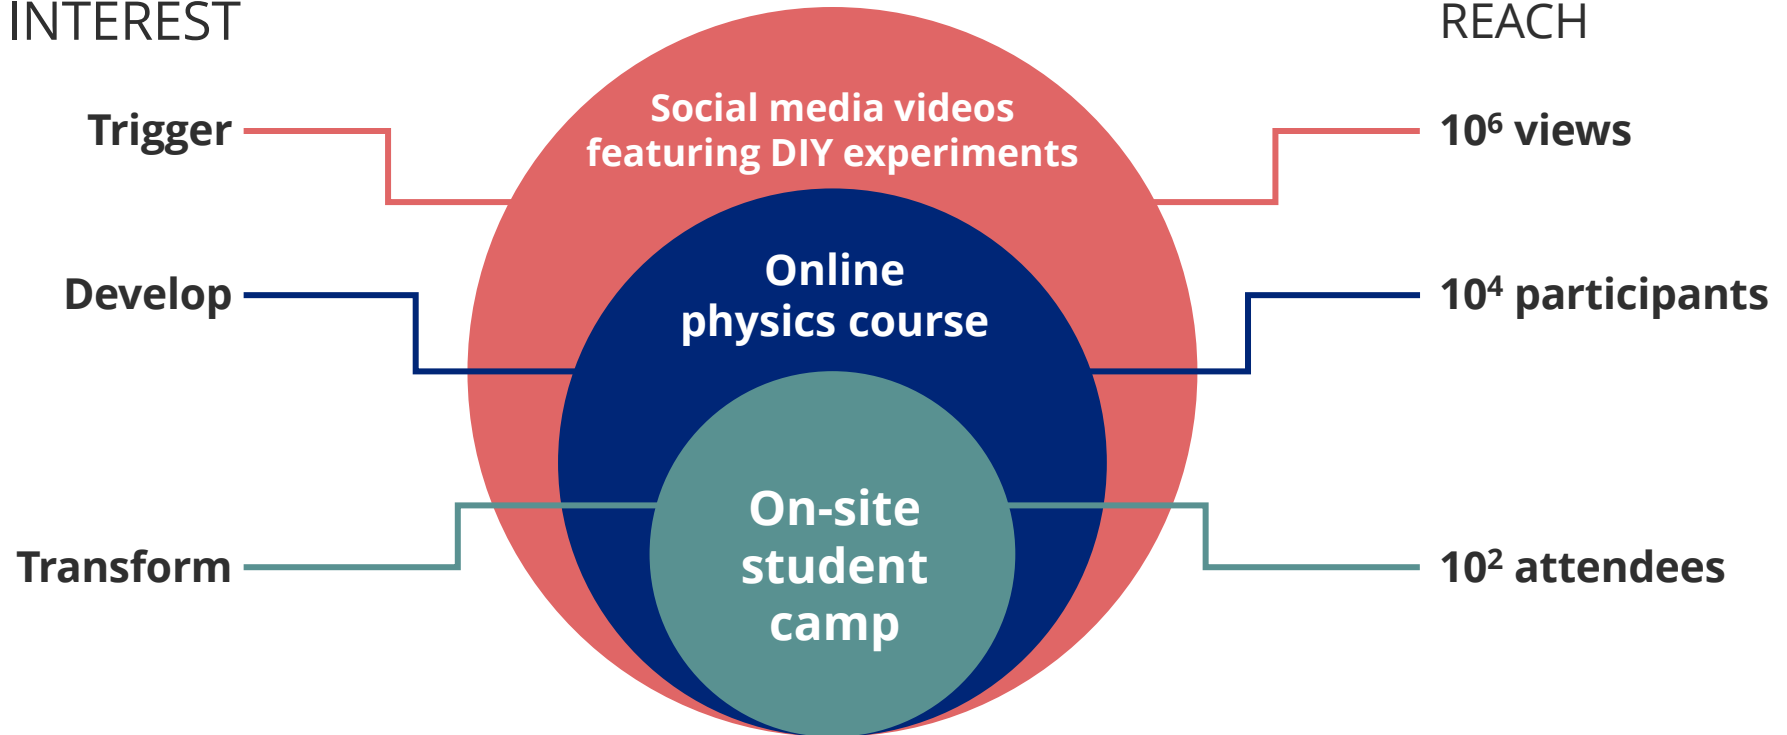 INTEREST
REACH
Trigger
Social media videos
featuring DIY experiments
10⁶ views
Develop
Online
physics course
10⁴ participants
Transform
On-site
student
camp
10² attendees